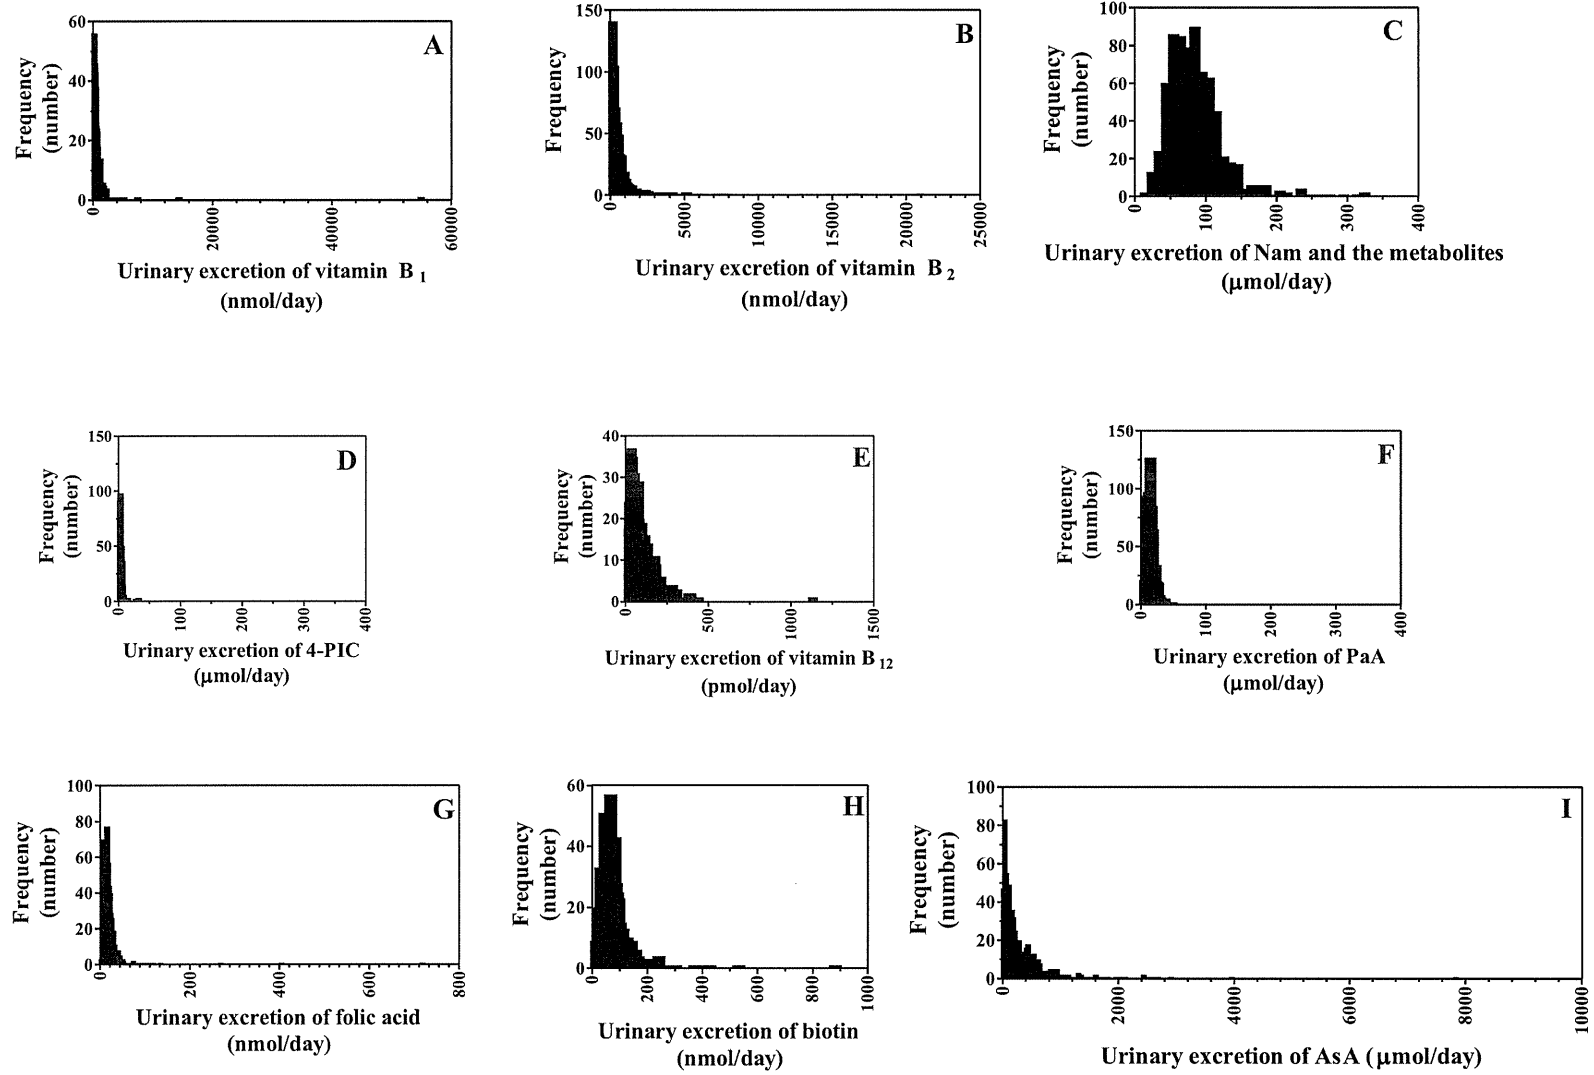 A
Frequency
(number)
60
40
20
0
0
20000
40000
60000
Urinary excretion of vitamin B 1
(nmol/day)
B
Frequency
150
100
50
0
0
5000
10000
15000
20000
25000
Urinary excretion of vitamin B 2
(nmol/day)
C
Frequency
(number)
100
80
60
40
20
0
0
100
200
300
400
Urinary excretion of Nam and the metabolites
(μmol/day)
D
Frequency
(number)
150
100
50
0
0
100
200
300
400
Urinary excretion of 4-PIC
(μmol/day)
E
Frequency
(number)
40
30
20
10
0
0
500
1000
1500
Urinary excretion of vitamin B 12
(pmol/day)
F
Frequency
(number)
150
100
50
0
0
100
200
300
400
Urinary excretion of PaA
(μmol/day)
G
Frequency
(number)
100
80
60
40
20
0
0
200
400
600
800
Urinary excretion of folic acid
(nmol/day)
H
Frequency
(number)
60
40
20
0
0
200
400
600
800
1000
Urinary excretion of biotin
(nmol/day)
I
Frequency
(number)
100
80
60
40
20
0
0
2000
4000
6000
8000
10000
Urinary excretion of AsA (μmol/day)